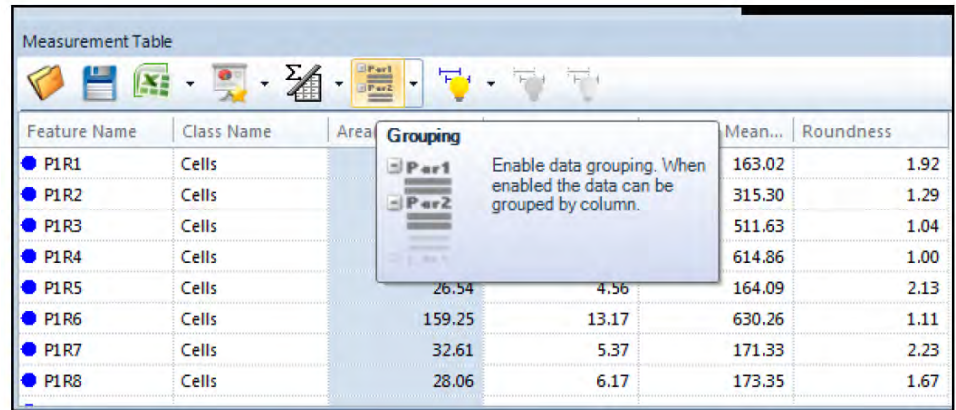 Measurement Table
Part1
Part2
Feature Name Class Name Area Mean... Roundness
Grouping
Part1
Part2
Enable data grouping. When
enabled the data can be
grouped by column.
P1R1 Cells 163.02 1.92
P1R2 Cells 315.30 1.29
P1R3 Cells 511.63 1.04
P1R4 Cells 614.86 1.00
P1R5 Cells 26.54 4.56 164.09 2.13
P1R6 Cells 159.25 13.17 630.26 1.11
P1R7 Cells 32.61 5.37 171.33 2.23
P1R8 Cells 28.06 6.17 173.35 1.67